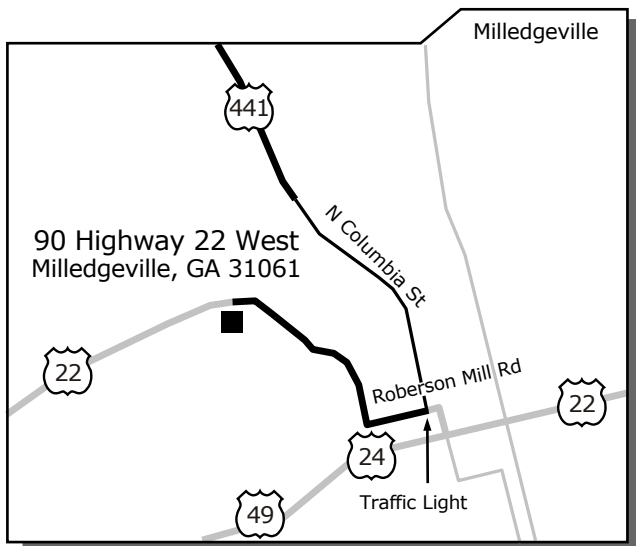 Milledgeville
441
N Columbia St
90 Highway 22 West
Milledgeville, GA 31061
22
Roberson Mill Rd
22
24
Traffic Light
49